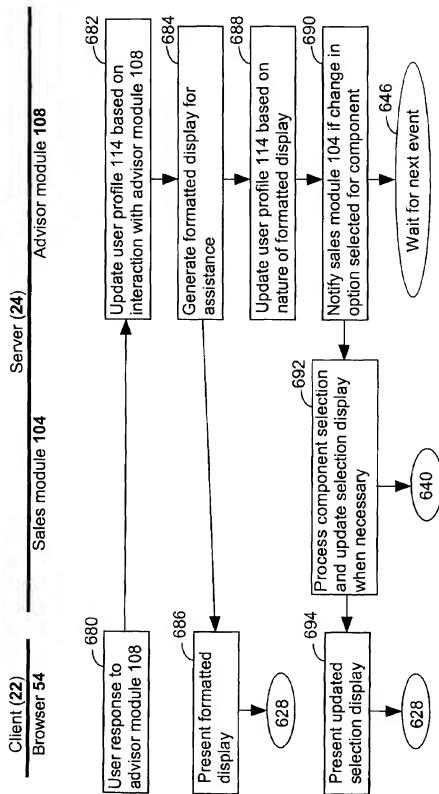 Client (22)
Browser 54
Server (24)
Sales module 104
Advisor module 108
680
User response to
advisor module 108
682
Update user profile 114 based on
interaction with advisor module 108
684
Generate formatted display for
assistance
686
Present formatted
display
628
688
Update user profile 114 based on
nature of formatted display
690
Notify sales module 104 if change in
option selected for component
646
Wait for next event
692
Process component selection
and update selection display
when necessary
640
694
Present updated
selection display
628